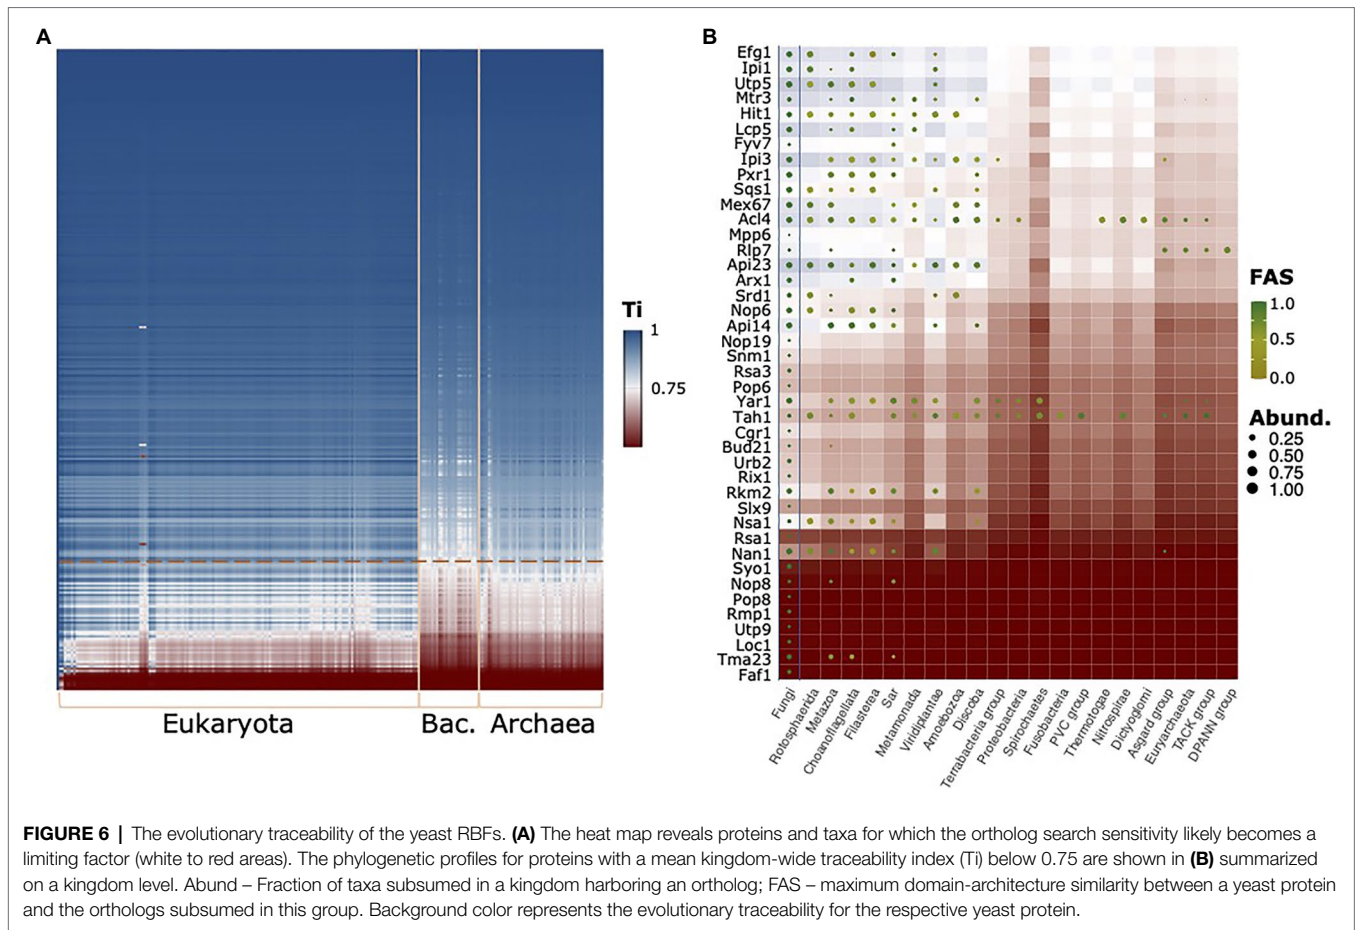 A
B
Efg1
Ipi1
Utp5
Mtr3
Hit1
Lcp5
Fyv7
Ipi3
Pxr1
Sqs1
Mex67
Acl4
Mpp6
Rlp7
Api23
Arx1
Srd1
Nop6
Api14
Nop19
Snm1
Rsa3
Pop6
Yar1
Tah1
Cgr1
Bud21
Urb2
Rix1
Rkm2
Slx9
Nsa1
Rsa1
Nan1
Syo1
Nop8
Pop8
Rmp1
Utp9
Loc1
Tma23
Faf1
Ti
1
0.75
FAS
1.0
0.5
0.0
Abund.
0.25
0.50
0.75
1.00
Eukaryota
Bac.
Archaea
Fungi
Rotosphaerida
Metazoa
Choanoflagellata
Filasterea
Sar
Metamonada
Viridiplantae
Amoebozoa
Discoba
Terrabacteria group
Proteobacteria
Spirochaetes
Fusobacteria
PVC group
Thermotogae
Nitrospirae
Dictyoglomi
Asgard group
Euryarchaeota
TACK group
DPANN group
FIGURE 6 | The evolutionary traceability of the yeast RBFs. (A) The heat map reveals proteins and taxa for which the ortholog search sensitivity likely becomes a
limiting factor (white to red areas). The phylogenetic profiles for proteins with a mean kingdom-wide traceability index (Ti) below 0.75 are shown in (B) summarized
on a kingdom level. Abund – Fraction of taxa subsumed in a kingdom harboring an ortholog; FAS – maximum domain-architecture similarity between a yeast protein
and the orthologs subsumed in this group. Background color represents the evolutionary traceability for the respective yeast protein.